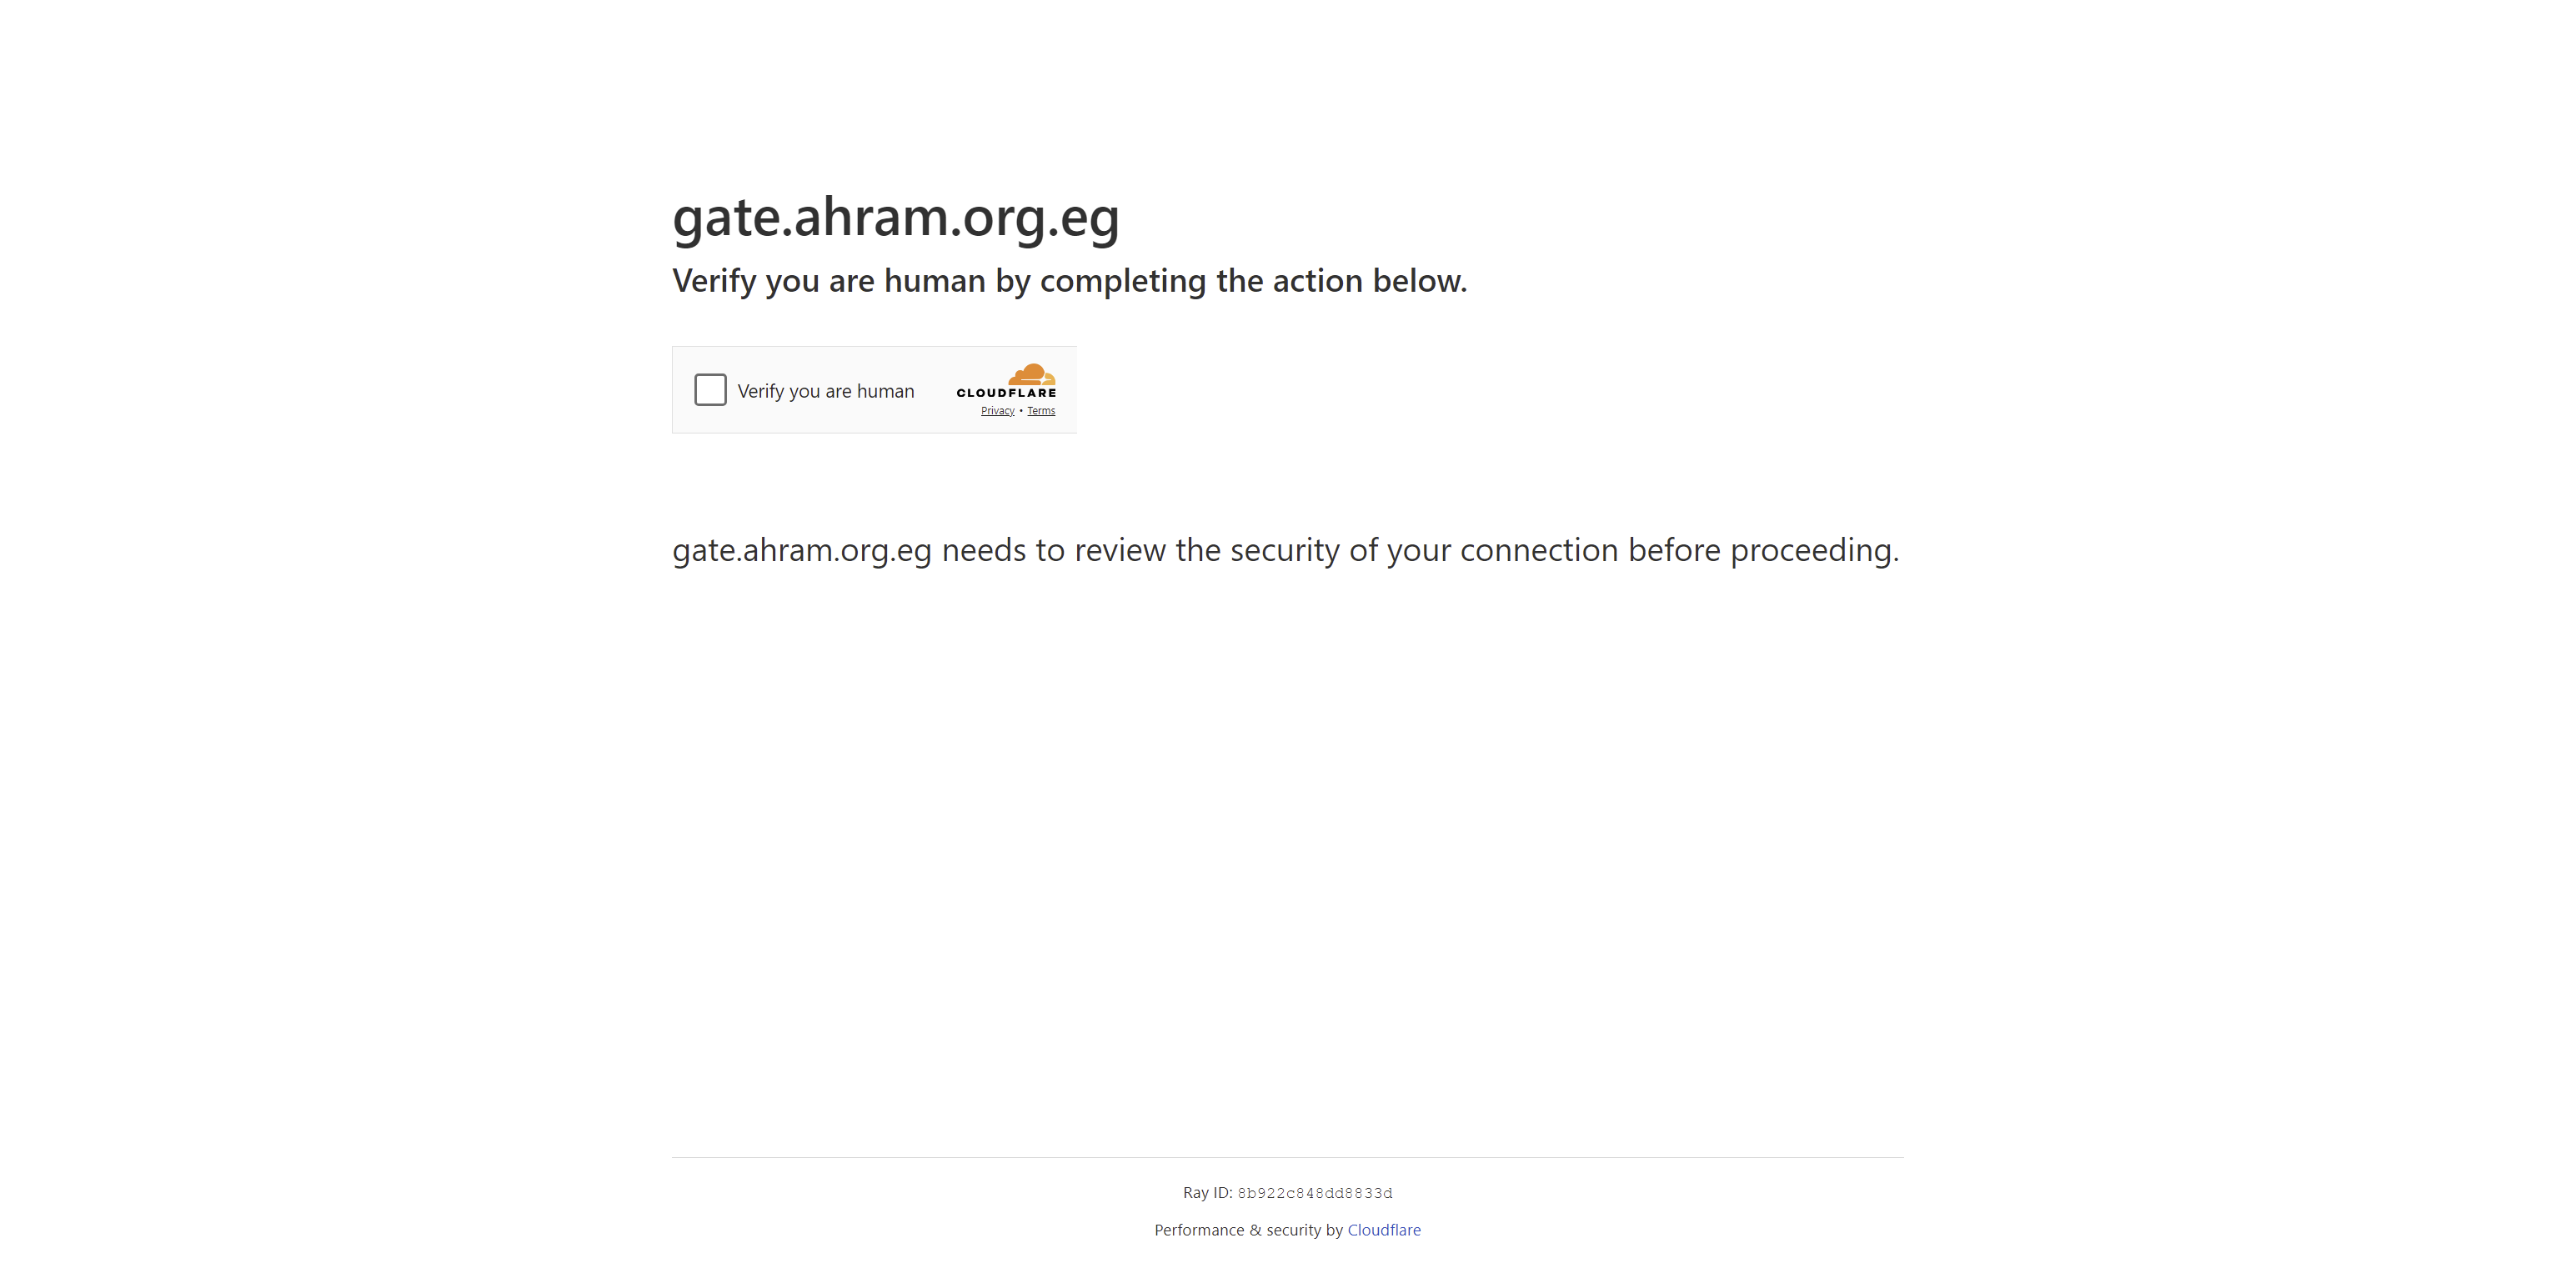 gate.ahram.org.eg
Verify you are human by completing the action below.
Verify you are human
CLOUDFLARE
Privacy • Terms
gate.ahram.org.eg needs to review the security of your connection before proceeding.
Ray ID: 8b922c848dd8833d
Performance & security by Cloudflare